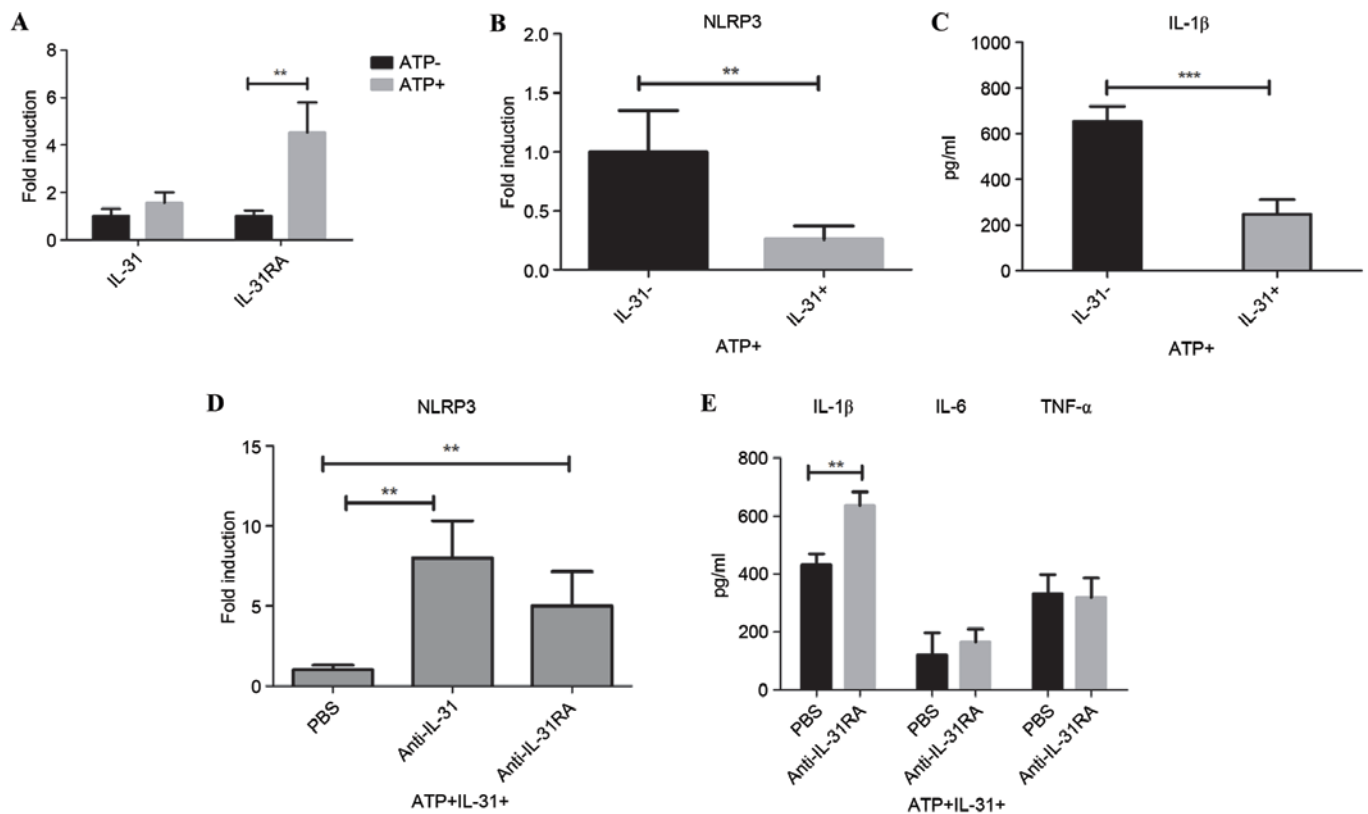 A
8
6
4
2
0
Fold induction
**
ATP-
ATP+
IL-31
IL-31RA
B
NLRP3
2.0
1.5
1.0
0.5
0.0
Fold induction
**
IL-31-
IL-31+
ATP+
C
IL-1β
1000
800
600
400
200
0
pg/ml
***
IL-31-
IL-31+
ATP+
D
NLRP3
15
10
5
0
Fold induction
**
**
PBS
Anti-IL-31
Anti-IL-31RA
ATP+IL-31+
E
IL-1β
IL-6
TNF-α
800
600
400
200
0
pg/ml
**
PBS
Anti-IL-31RA
PBS
Anti-IL-31RA
PBS
Anti-IL-31RA
ATP+IL-31+